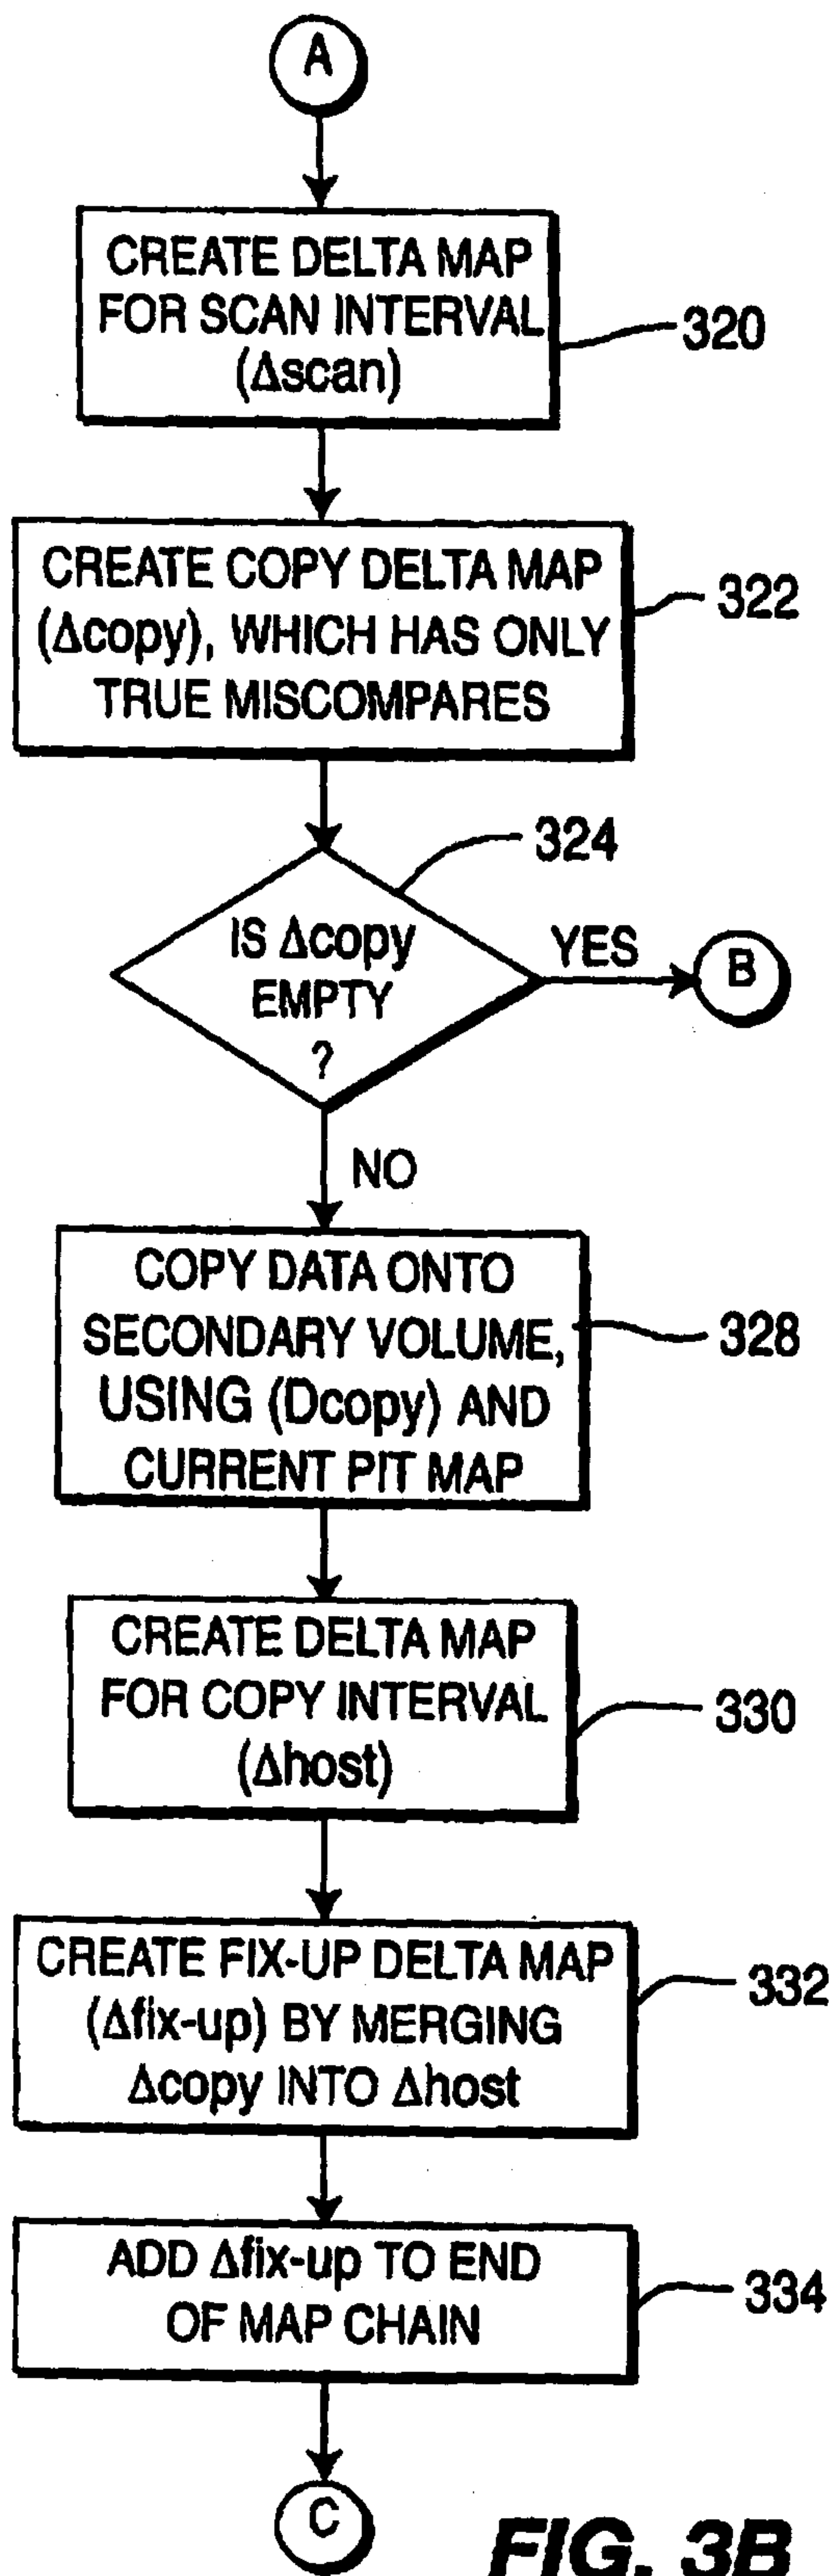 A
CREATE DELTA MAP
FOR SCAN INTERVAL
(Δscan)
320
CREATE COPY DELTA MAP
(Δcopy), WHICH HAS ONLY
TRUE MISCOMPARES
322
324
IS Δcopy
EMPTY
?
YES
B
NO
COPY DATA ONTO
SECONDARY VOLUME,
USING (Dcopy) AND
CURRENT PIT MAP
328
CREATE DELTA MAP
FOR COPY INTERVAL
(Δhost)
330
CREATE FIX-UP DELTA MAP
(Δfix-up) BY MERGING
Δcopy INTO Δhost
332
ADD Δfix-up TO END
OF MAP CHAIN
334
C
FIG. 3B